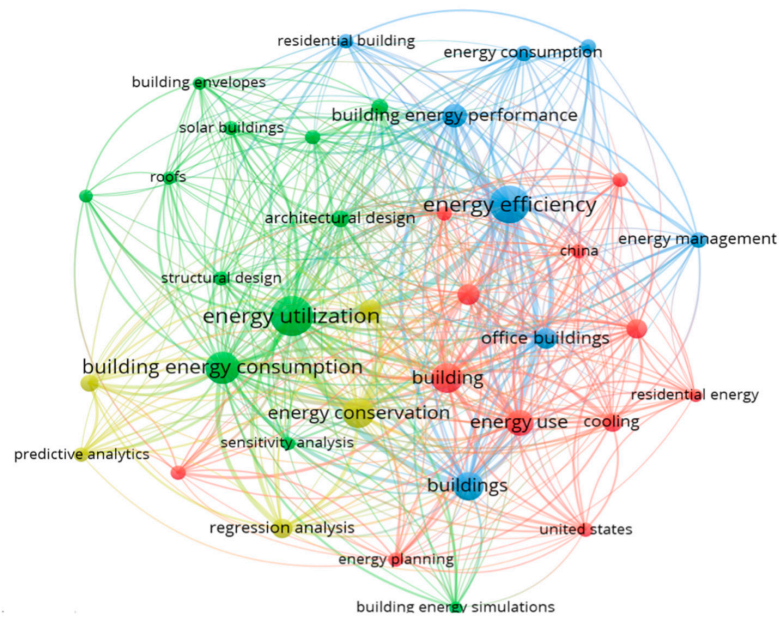 residential building
energy consumption
building envelopes
building energy performance
solar buildings
roofs
energy efficiency
architectural design
energy management
china
structural design
energy utilization
office buildings
building energy consumption
building
residential energy
energy conservation
energy use
cooling
sensitivity analysis
predictive analytics
buildings
regression analysis
united states
energy planning
building energy simulations